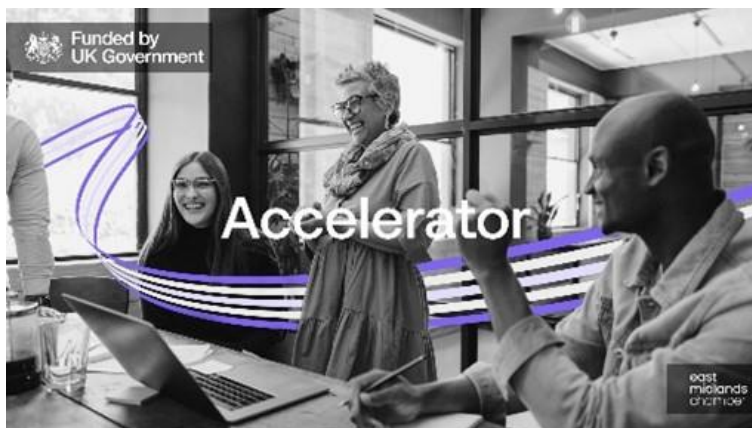 Funded by
UK Government
Accelerator
east
midlands
chamber